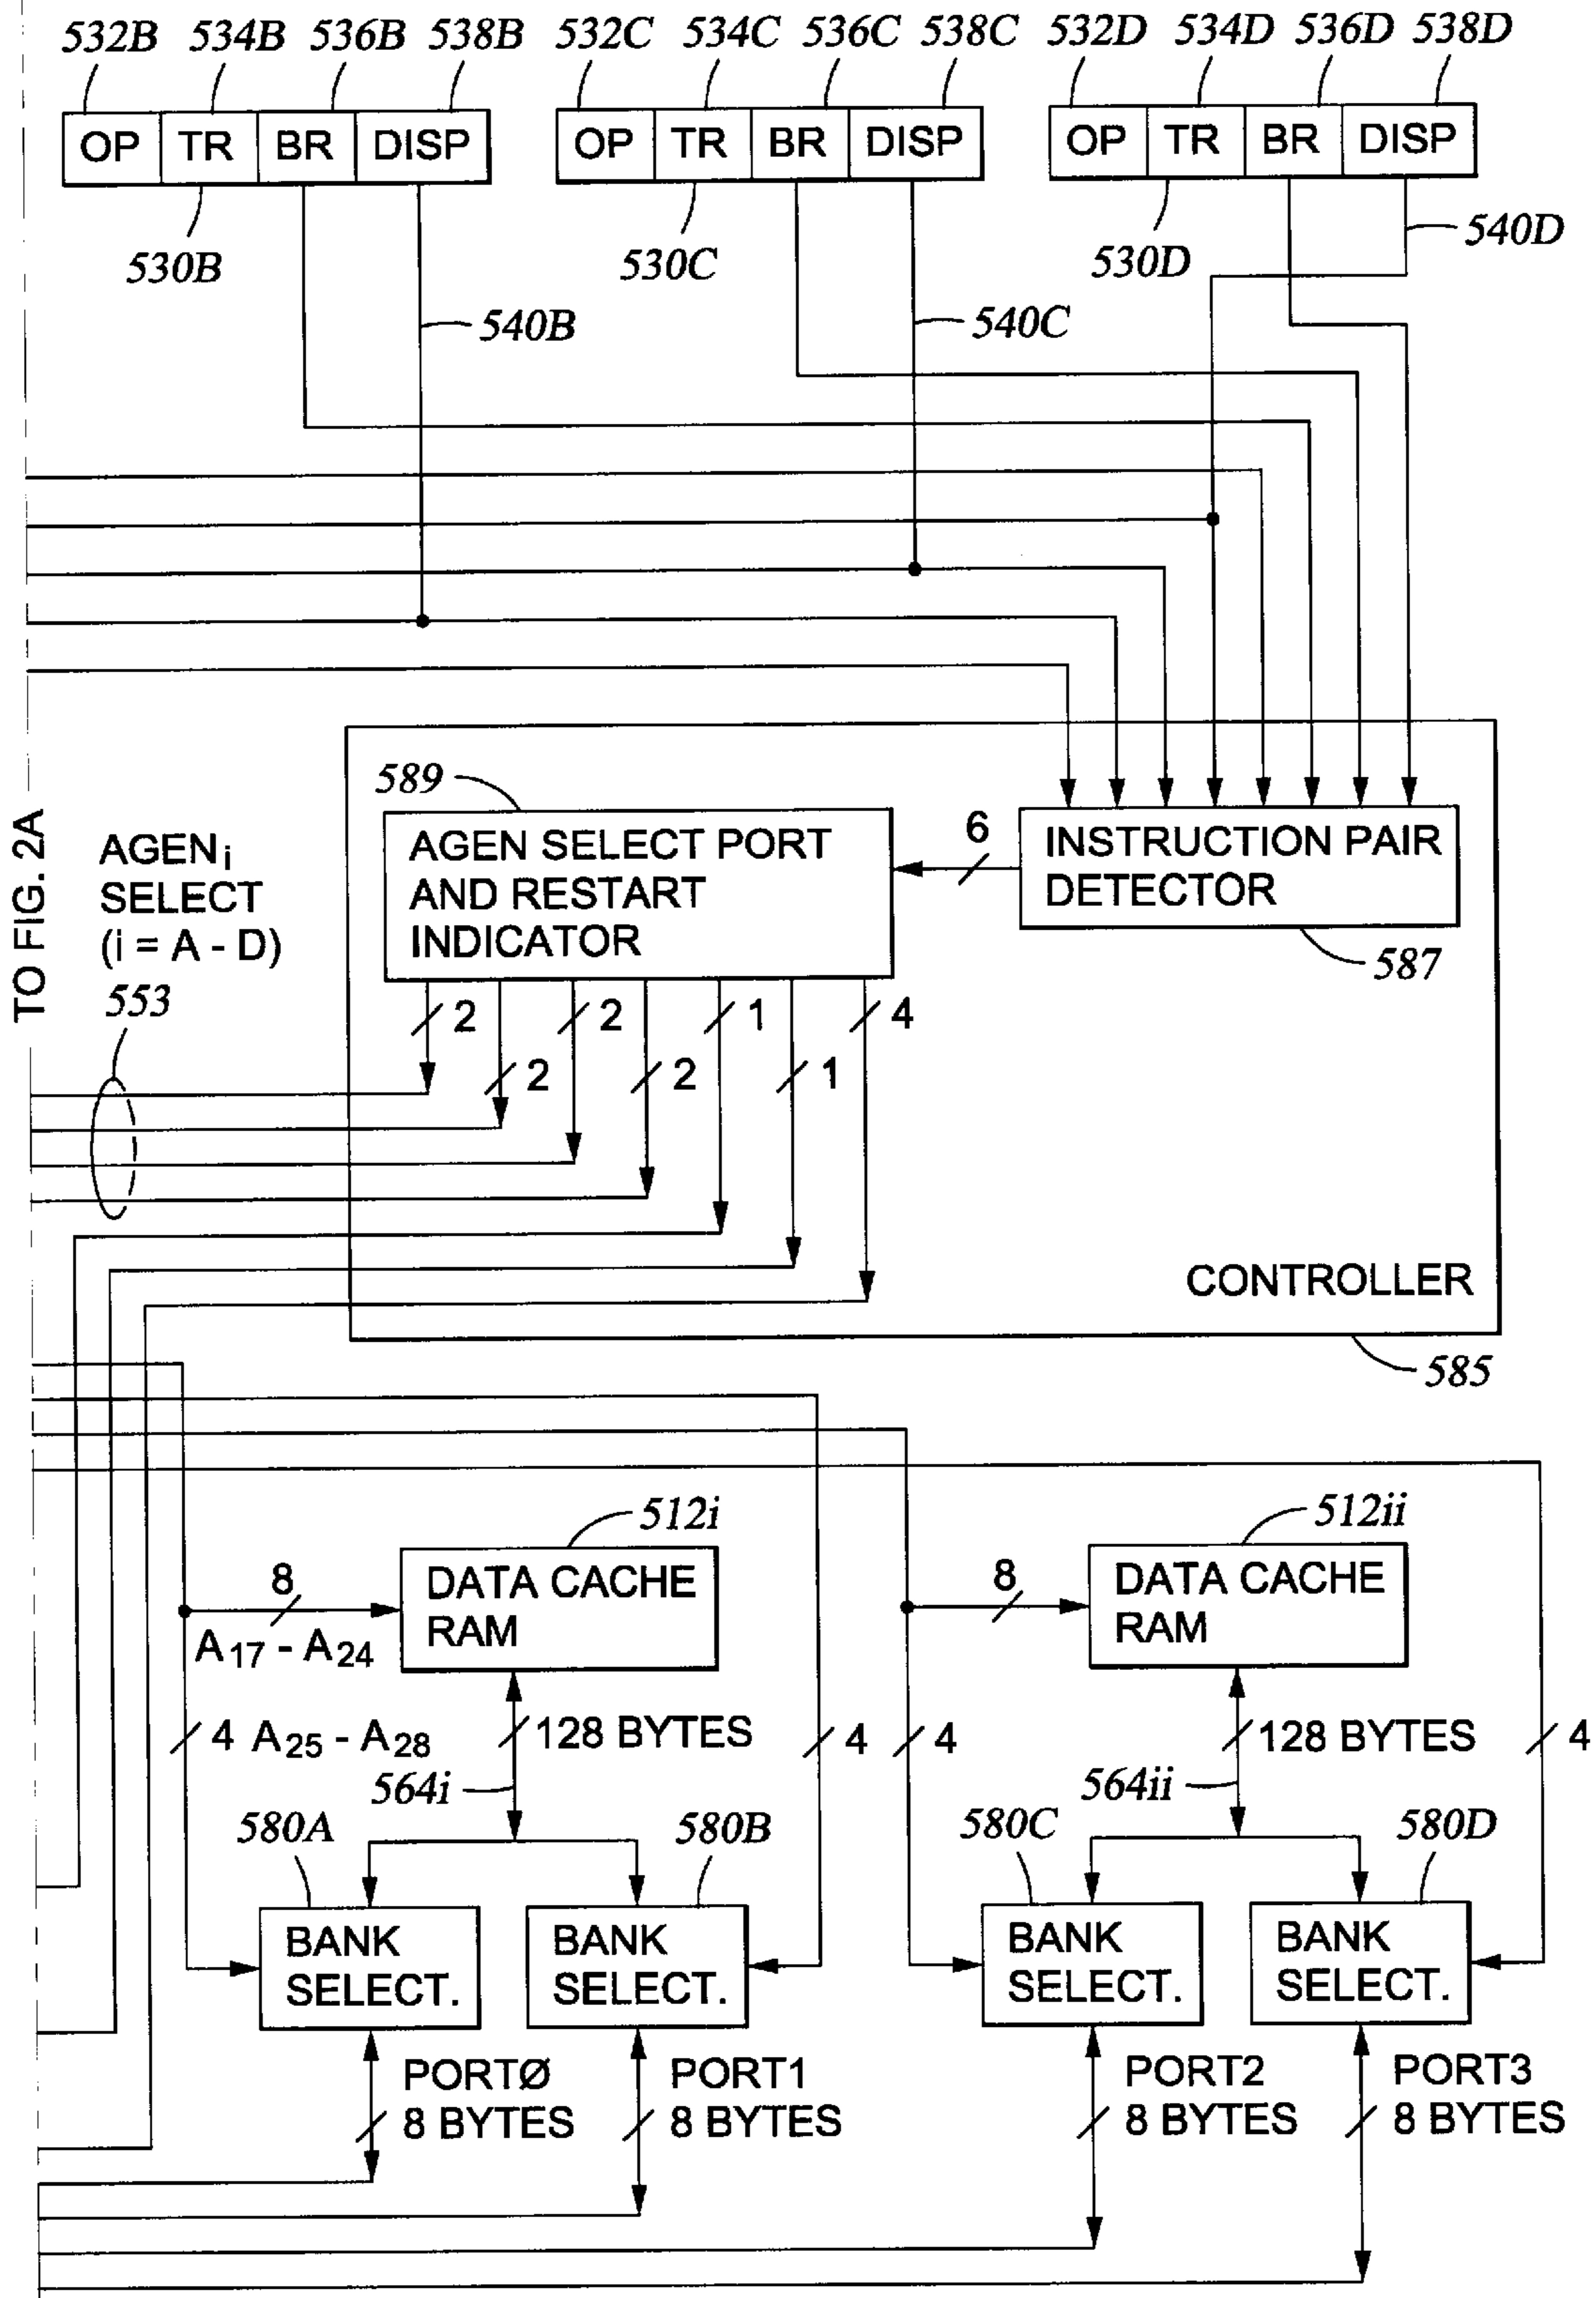 532B 534B 536B 538B 532C 534C 536C 538C 532D 534D 536D 538D
OP TR BR DISP OP TR BR DISP OP TR BR DISP
530B 530C 530D 540D
540B 540C
TO FIG. 2A
AGENi
SELECT
(i = A - D)
553
589
AGEN SELECT PORT
AND RESTART
INDICATOR
6
INSTRUCTION PAIR
DETECTOR
587
2 2 1 4
2 2 1
CONTROLLER
585
512i
512ii
8
DATA CACHE
RAM
A17 - A24
8
DATA CACHE
RAM
4 A25 - A28
128 BYTES
4
4
128 BYTES
4
564i
564ii
580A
580B
580C
580D
BANK
SELECT.
BANK
SELECT.
BANK
SELECT.
BANK
SELECT.
PORTØ
8 BYTES
PORT1
8 BYTES
PORT2
8 BYTES
PORT3
8 BYTES